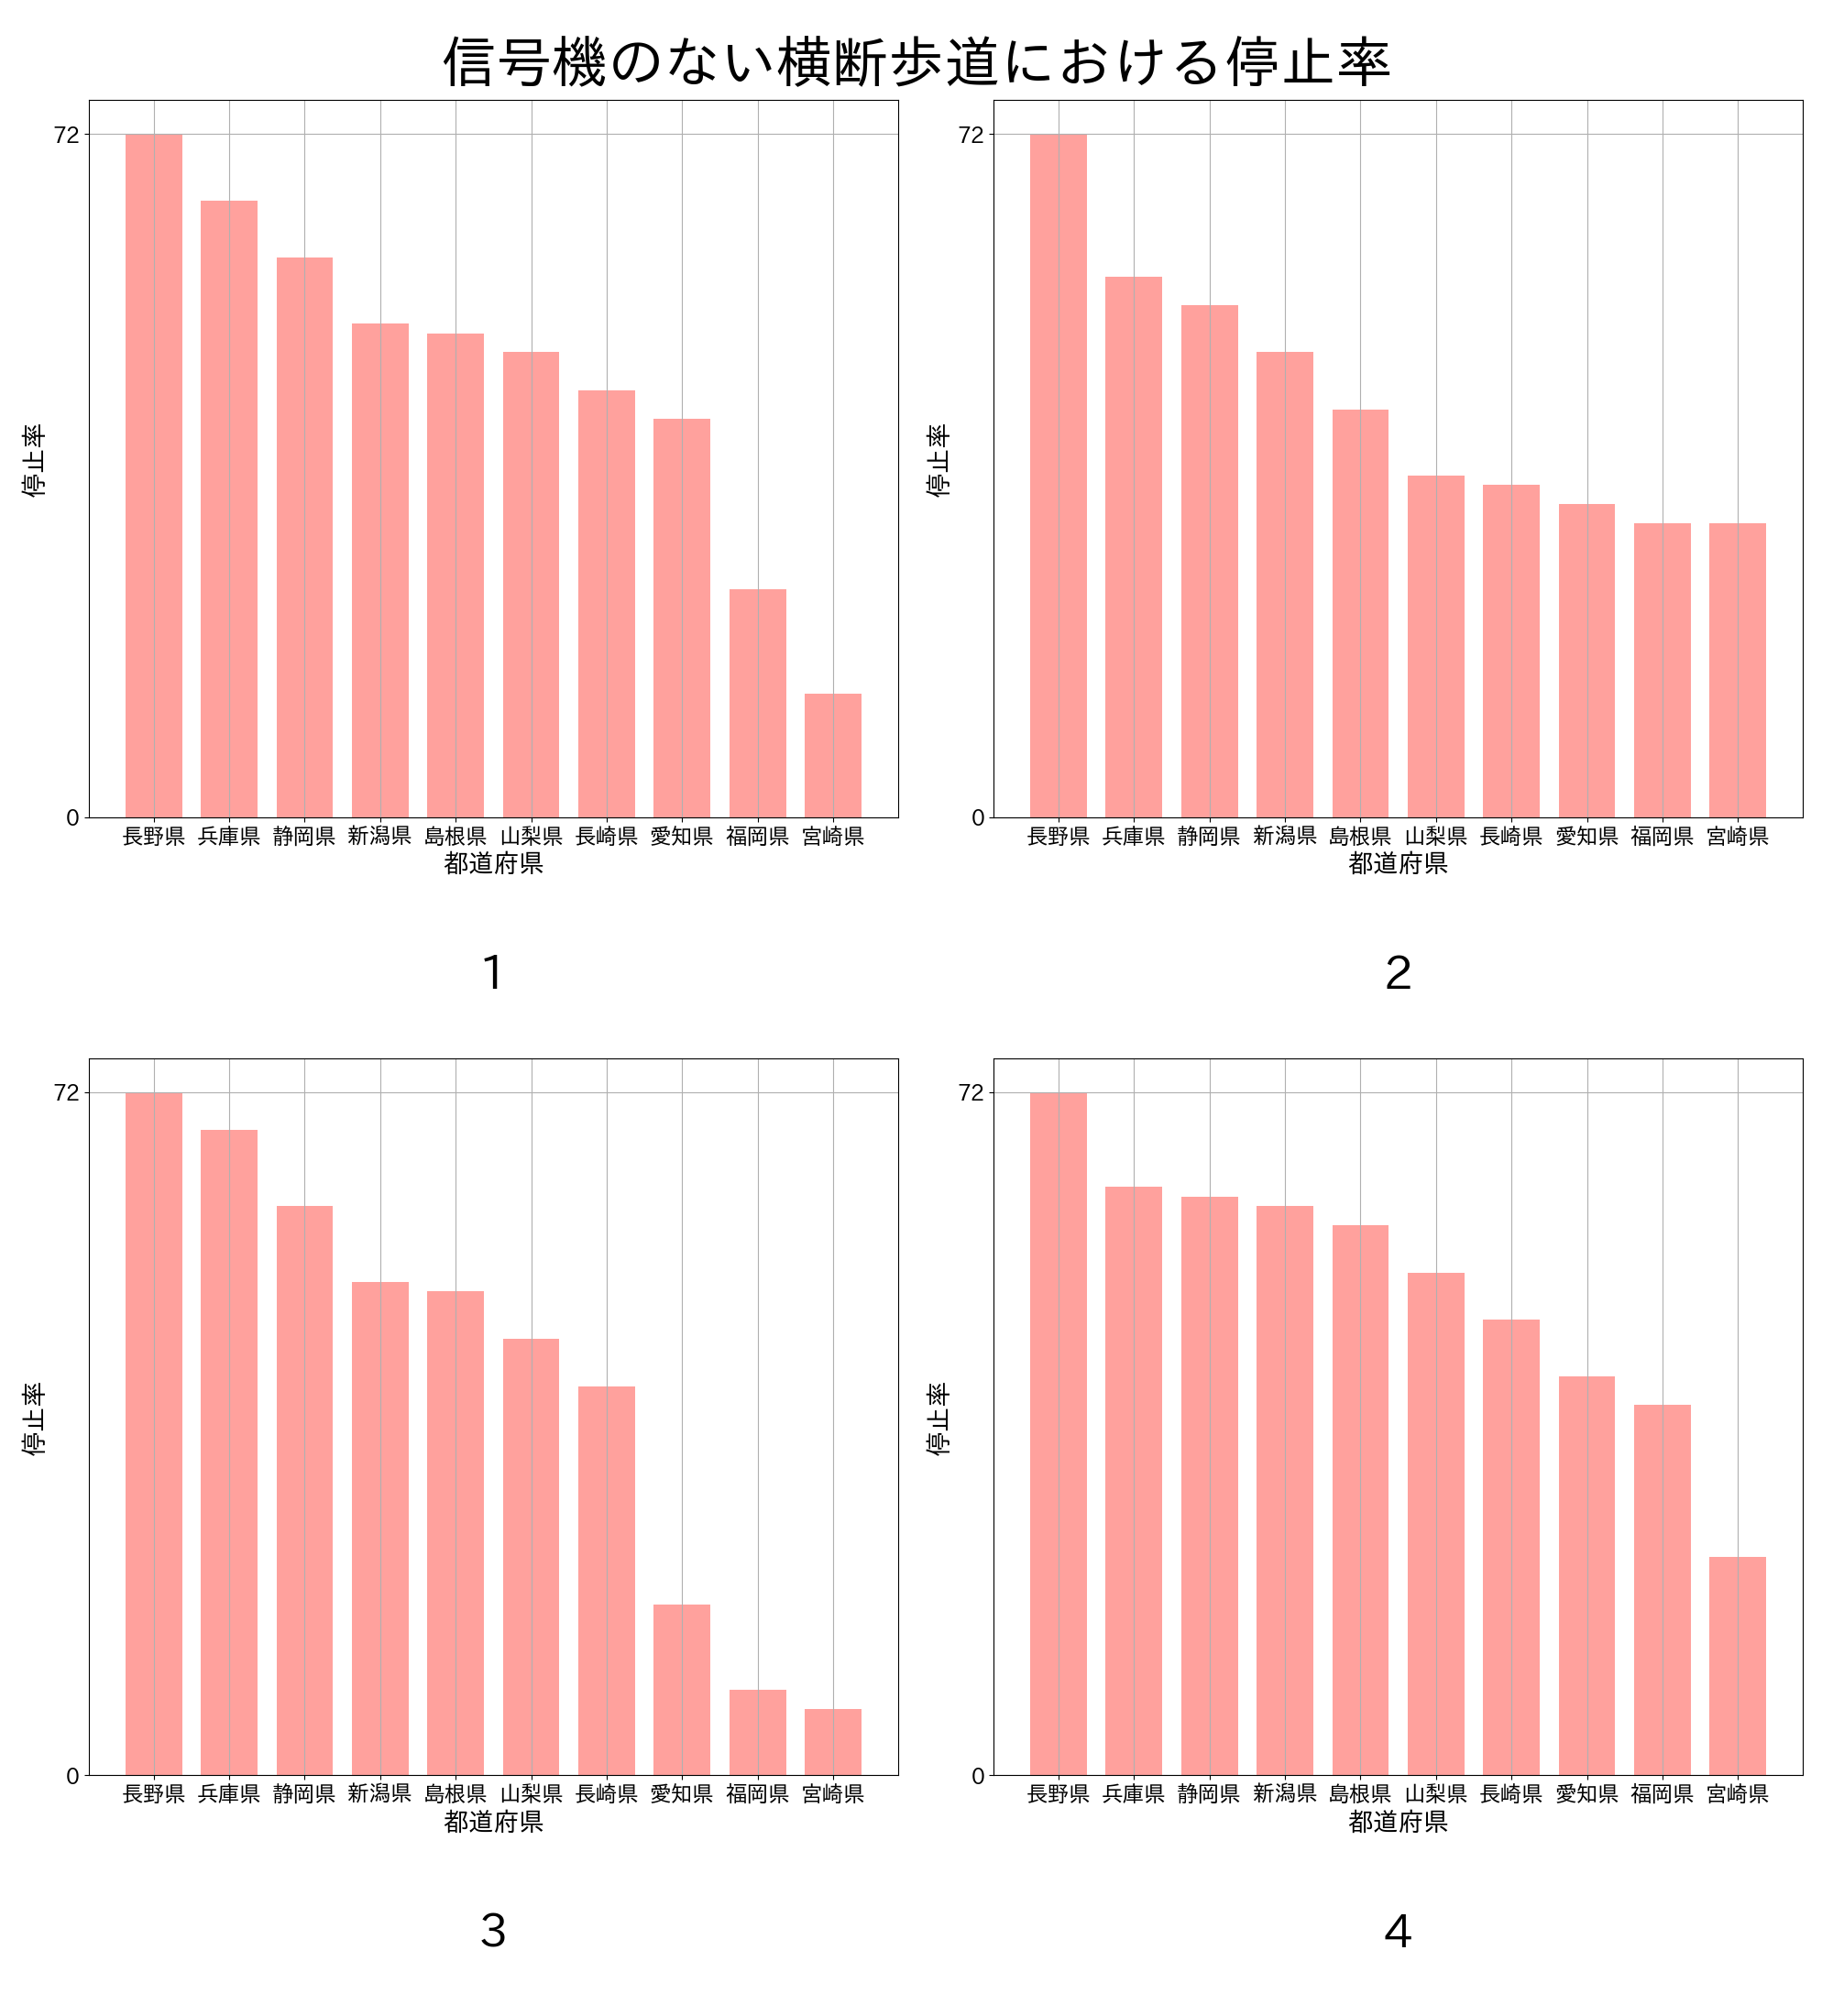 信号機のない横断歩道における停止率
72
0
停止率
長野県 兵庫県 静岡県 新潟県 島根県 山梨県 長崎県 愛知県 福岡県 宮崎県
都道府県
1
72
0
停止率
長野県 兵庫県 静岡県 新潟県 島根県 山梨県 長崎県 愛知県 福岡県 宮崎県
都道府県
2
72
0
停止率
長野県 兵庫県 静岡県 新潟県 島根県 山梨県 長崎県 愛知県 福岡県 宮崎県
都道府県
3
72
0
停止率
長野県 兵庫県 静岡県 新潟県 島根県 山梨県 長崎県 愛知県 福岡県 宮崎県
都道府県
4